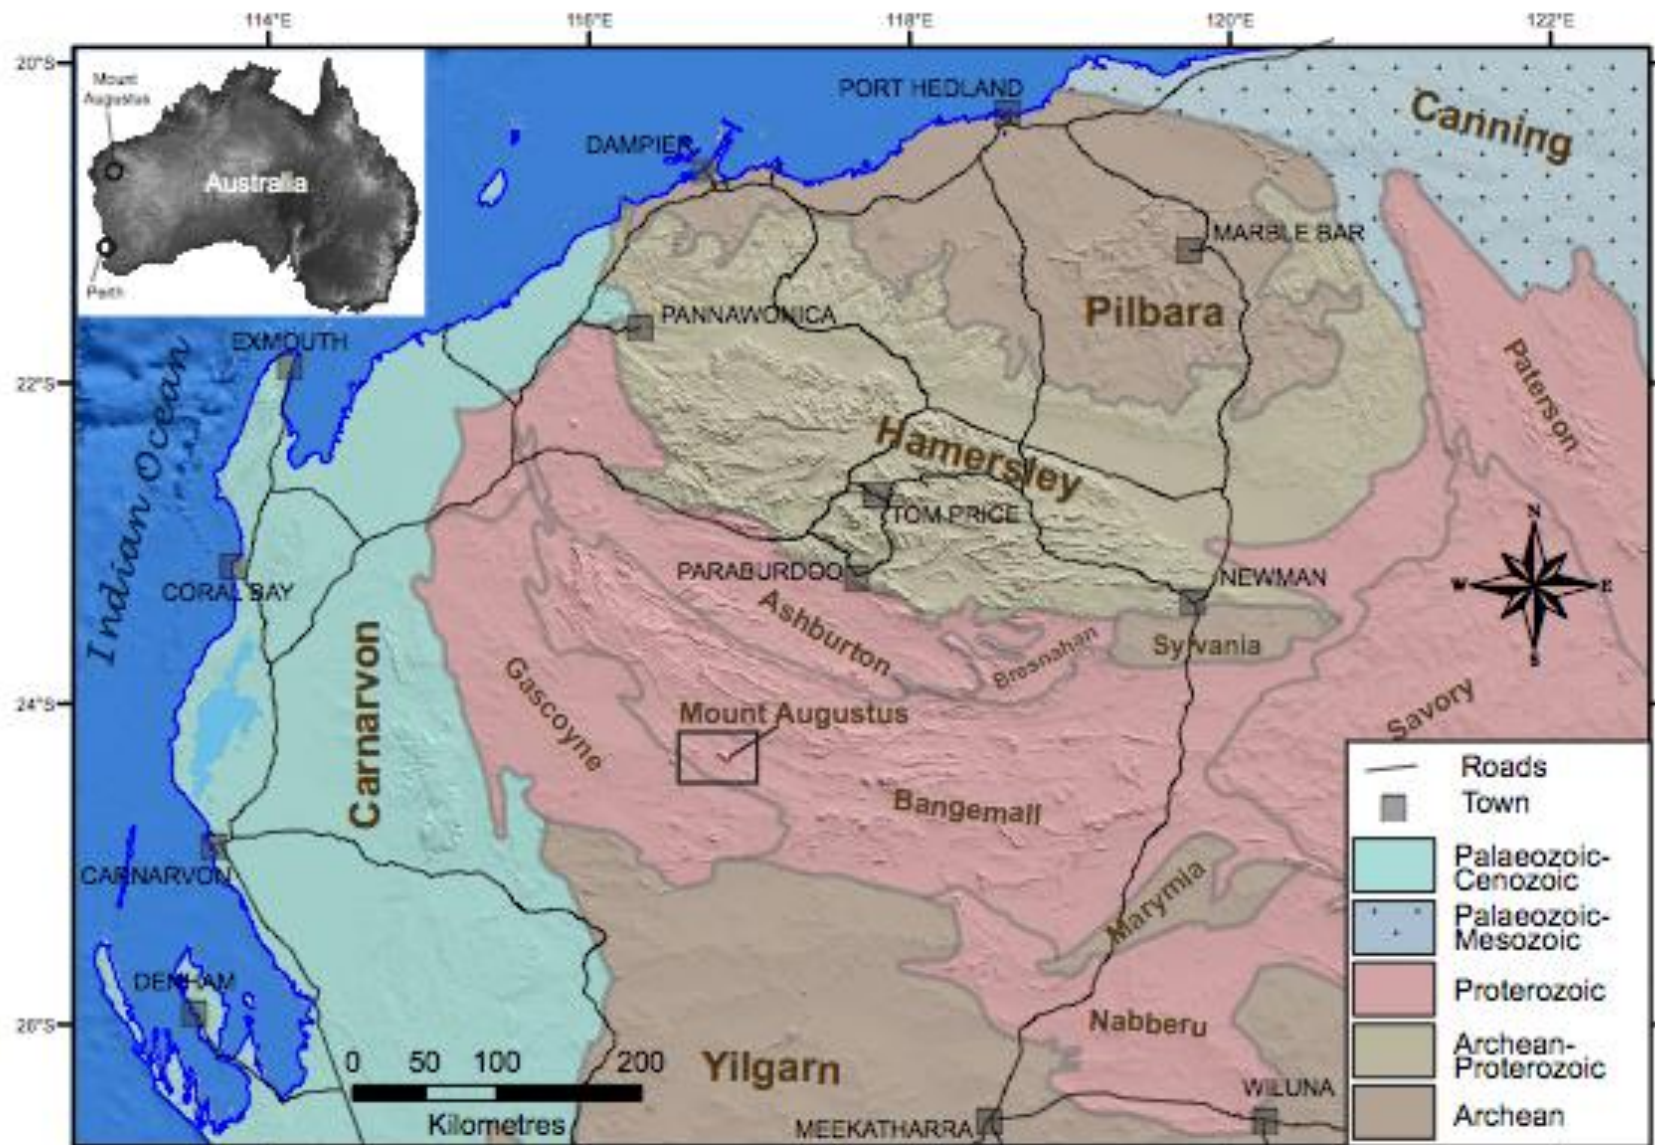 114°E
116°E
118°E
120°E
122°E
20°S
22°S
24°S
26°S
Mount
Augustus
Australia
Perth
PORT HEDLAND
DAMPIER
Canning
MARBLE BAR
Pilbara
PANNAWONICA
EXMOUTH
Indian Ocean
Paterson
Hamersley
TOM PRICE
N
W
E
S
CORAL BAY
PARABURDOO
NEWMAN
Ashburton
Bresnahan
Sylvania
Carnarvon
Gascoyne
Mount Augustus
Savory
Bangemall
CARNARVON
Marymia
DENHAM
Nabberu
Yilgarn
MEEKATHARRA
WILUNA
0 50 100 200
Kilometres
Roads
Town
Palaeozoic-
Cenozoic
Palaeozoic-
Mesozoic
Proterozoic
Archean-
Proterozoic
Archean